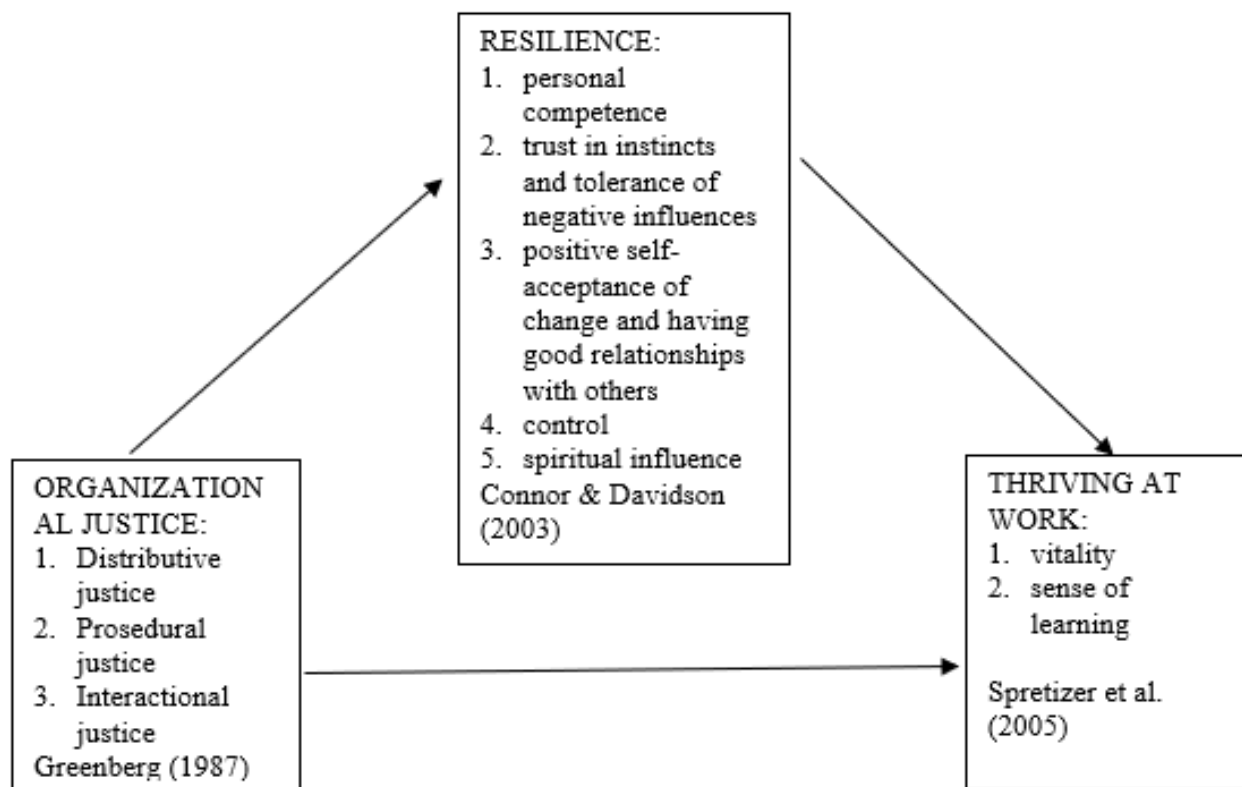 RESILIENCE:
1. personal
competence
2. trust in instincts
and tolerance of
negative influences
3. positive self-
acceptance of
change and having
good relationships
with others
4. control
5. spiritual influence
Connor & Davidson
(2003)
ORGANIZATION
AL JUSTICE:
1. Distributive
justice
2. Prosedural
justice
3. Interactional
justice
Greenberg (1987)
THRIVING AT
WORK:
1. vitality
2. sense of
learning
Spretizer et al.
(2005)